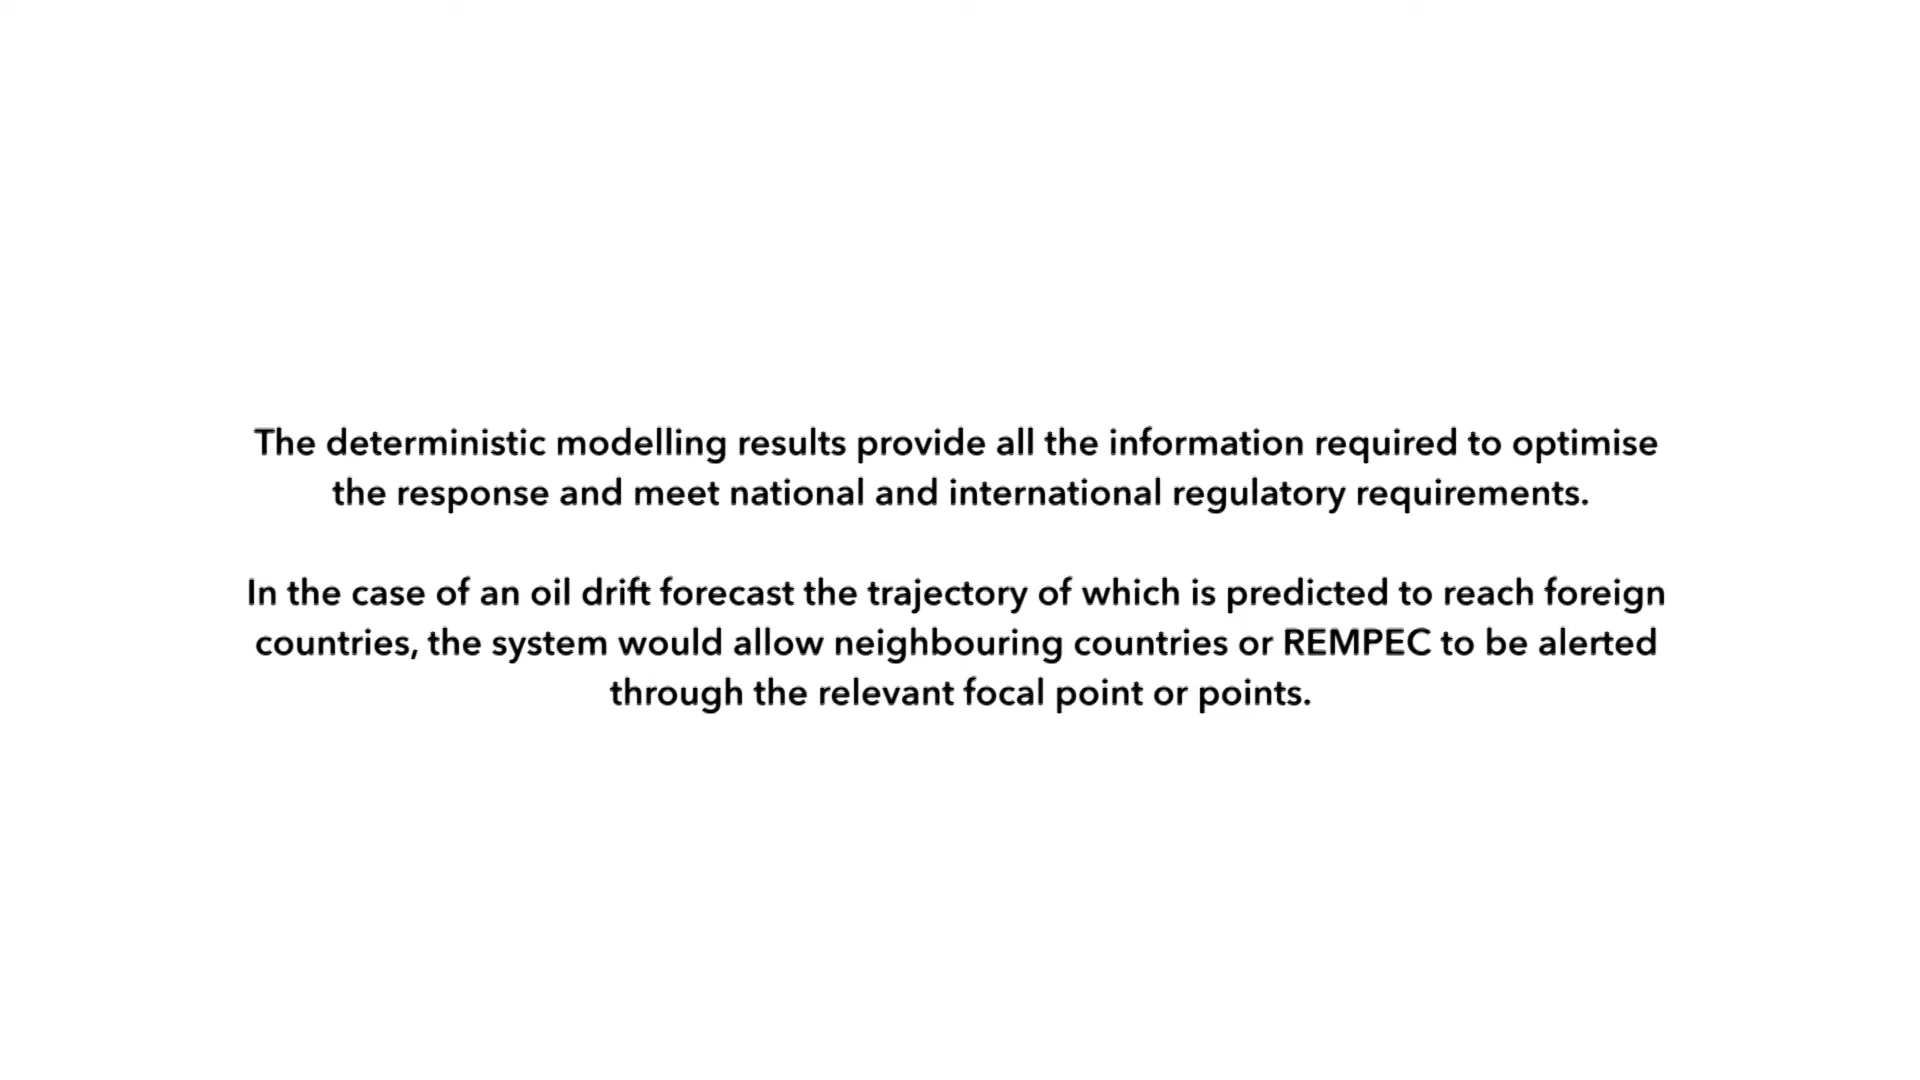 The deterministic modelling results provide all the information required to optimise
the response and meet national and international regulatory requirements.
In the case of an oil drift forecast the trajectory of which is predicted to reach foreign
countries, the system would allow neighbouring countries or REMPEC to be alerted
through the relevant focal point or points.